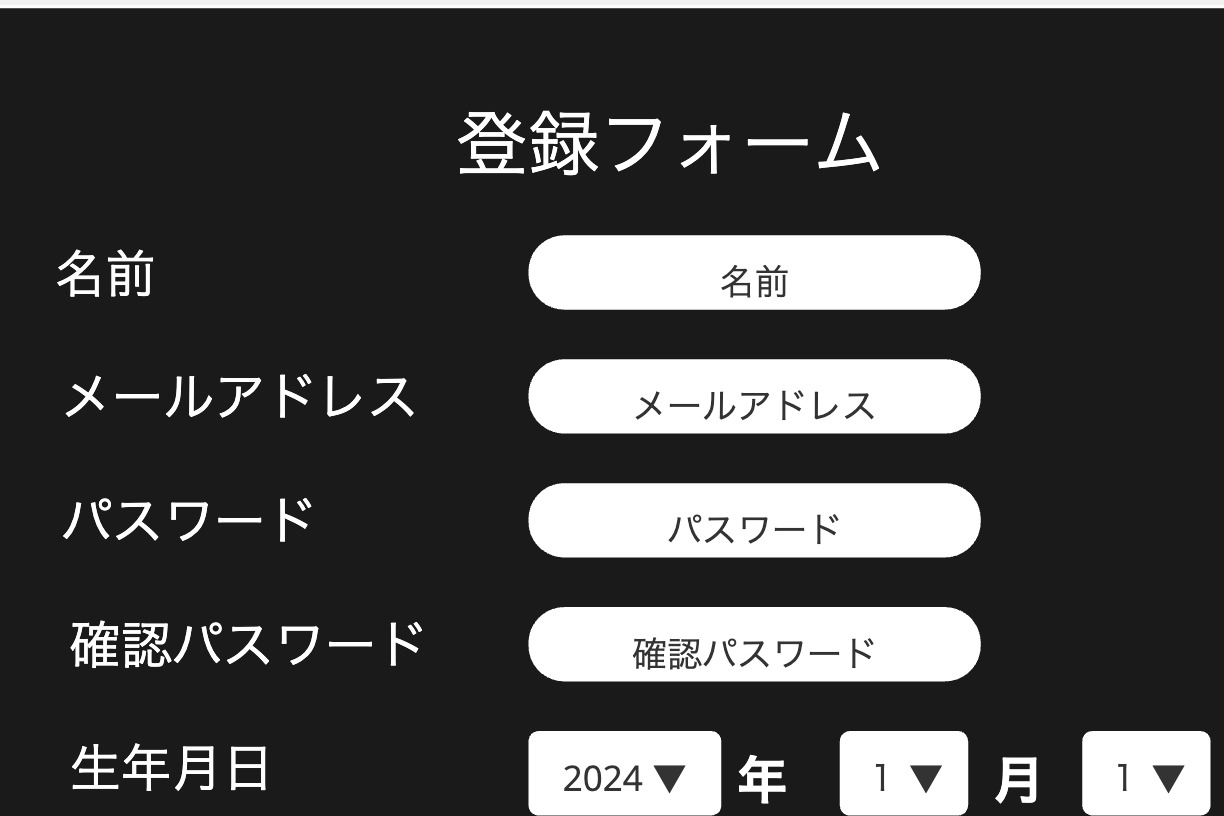 登録フォーム
名前 名前
メールアドレス メールアドレス
パスワード パスワード
確認パスワード 確認パスワード
生年月日 2024 ▼ 年 1 ▼ 月 1 ▼